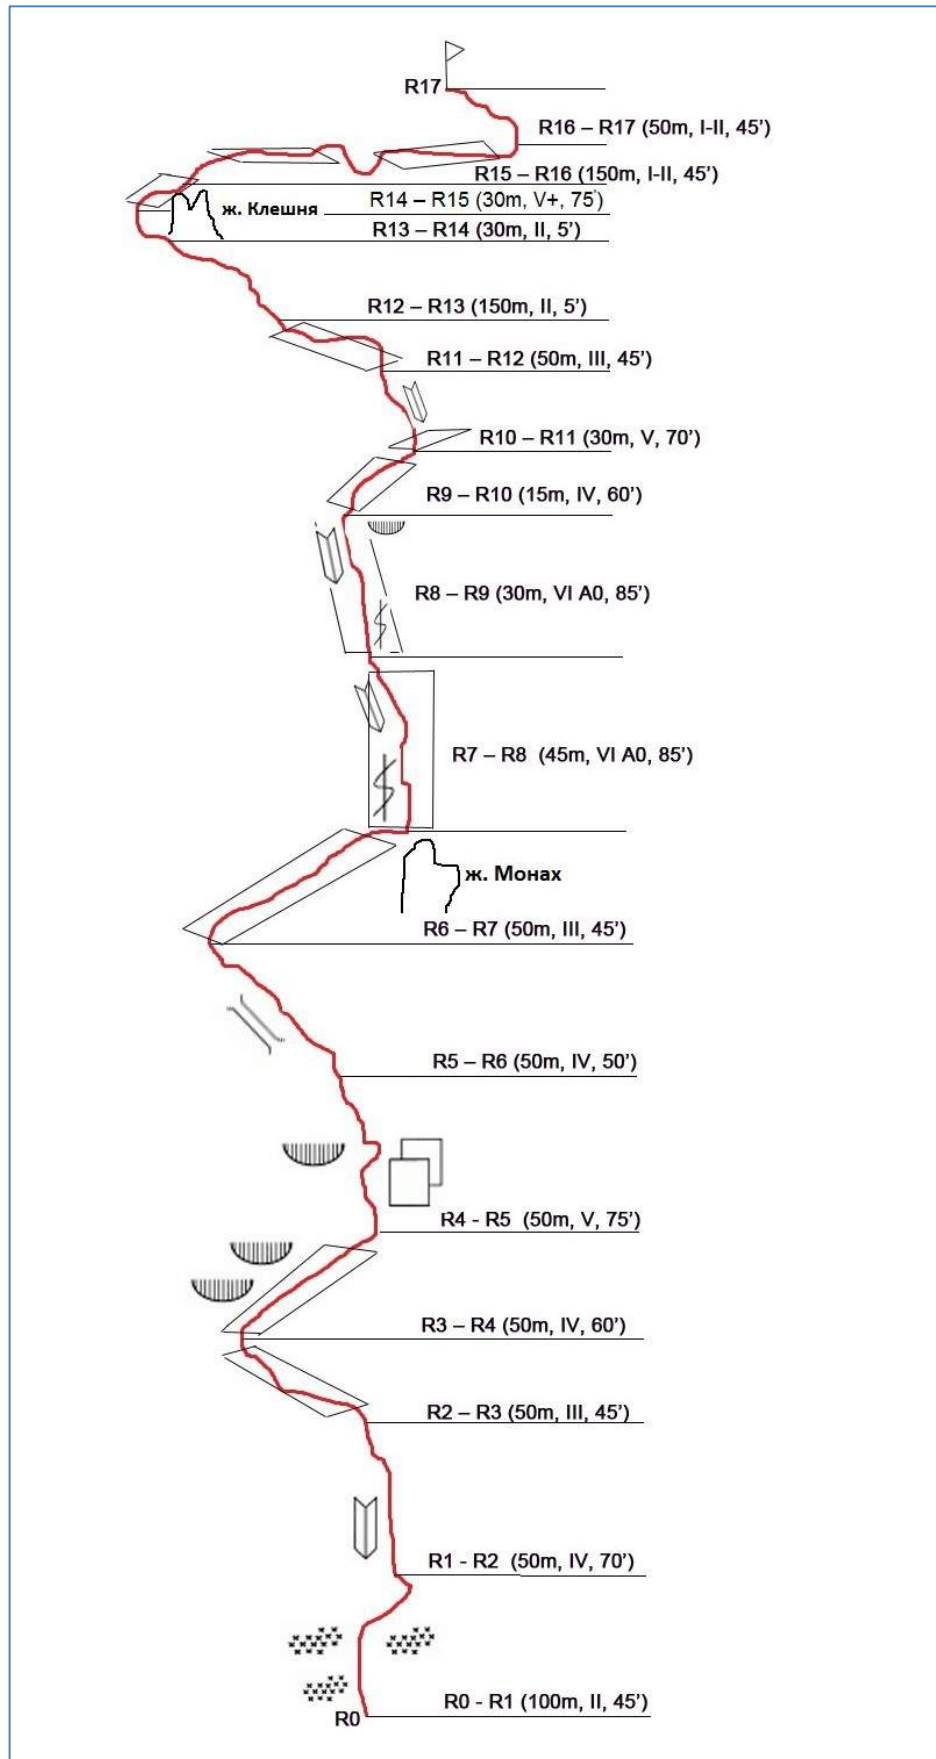 R17
R16 – R17 (50m, I-II, 45')
R15 – R16 (150m, I-II, 45')
ж. Клешня
R14 – R15 (30m, V+, 75')
R13 – R14 (30m, II, 5')
R12 – R13 (150m, II, 5')
R11 – R12 (50m, III, 45')
R10 – R11 (30m, V, 70')
R9 – R10 (15m, IV, 60')
R8 – R9 (30m, VI A0, 85')
R7 – R8 (45m, VI A0, 85')
ж. Монах
R6 – R7 (50m, III, 45')
R5 – R6 (50m, IV, 50')
R4 - R5 (50m, V, 75')
R3 – R4 (50m, IV, 60')
R2 – R3 (50m, III, 45')
R1 - R2 (50m, IV, 70')
R0 - R1 (100m, II, 45')
R0